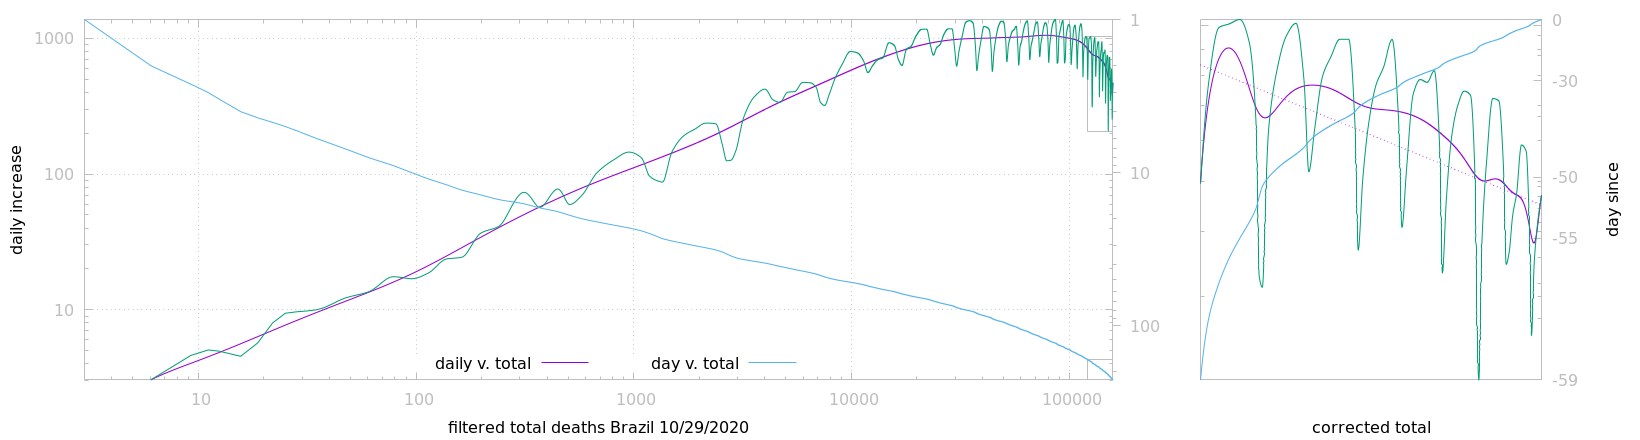 daily increase
1000
100
10
10
100
1000
10000
100000
1
10
100
daily v. total
day v. total
filtered total deaths Brazil 10/29/2020
0
-30
-50
-55
-59
day since
corrected total